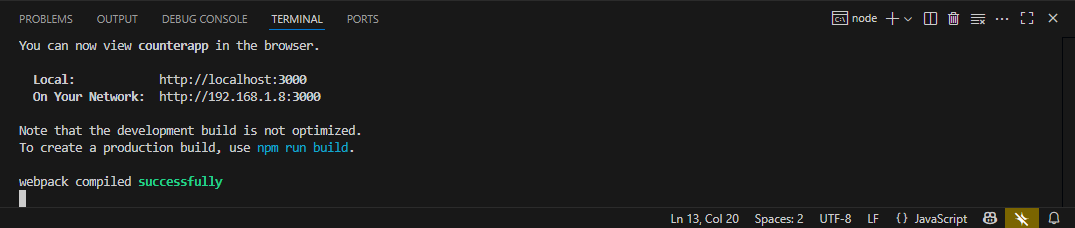 PROBLEMS OUTPUT DEBUG CONSOLE TERMINAL PORTS node
You can now view counterapp in the browser.
Local: http://localhost:3000
On Your Network: http://192.168.1.8:3000
Note that the development build is not optimized.
To create a production build, use npm run build.
webpack compiled successfully
Ln 13, Col 20 Spaces: 2 UTF-8 LF {} JavaScript